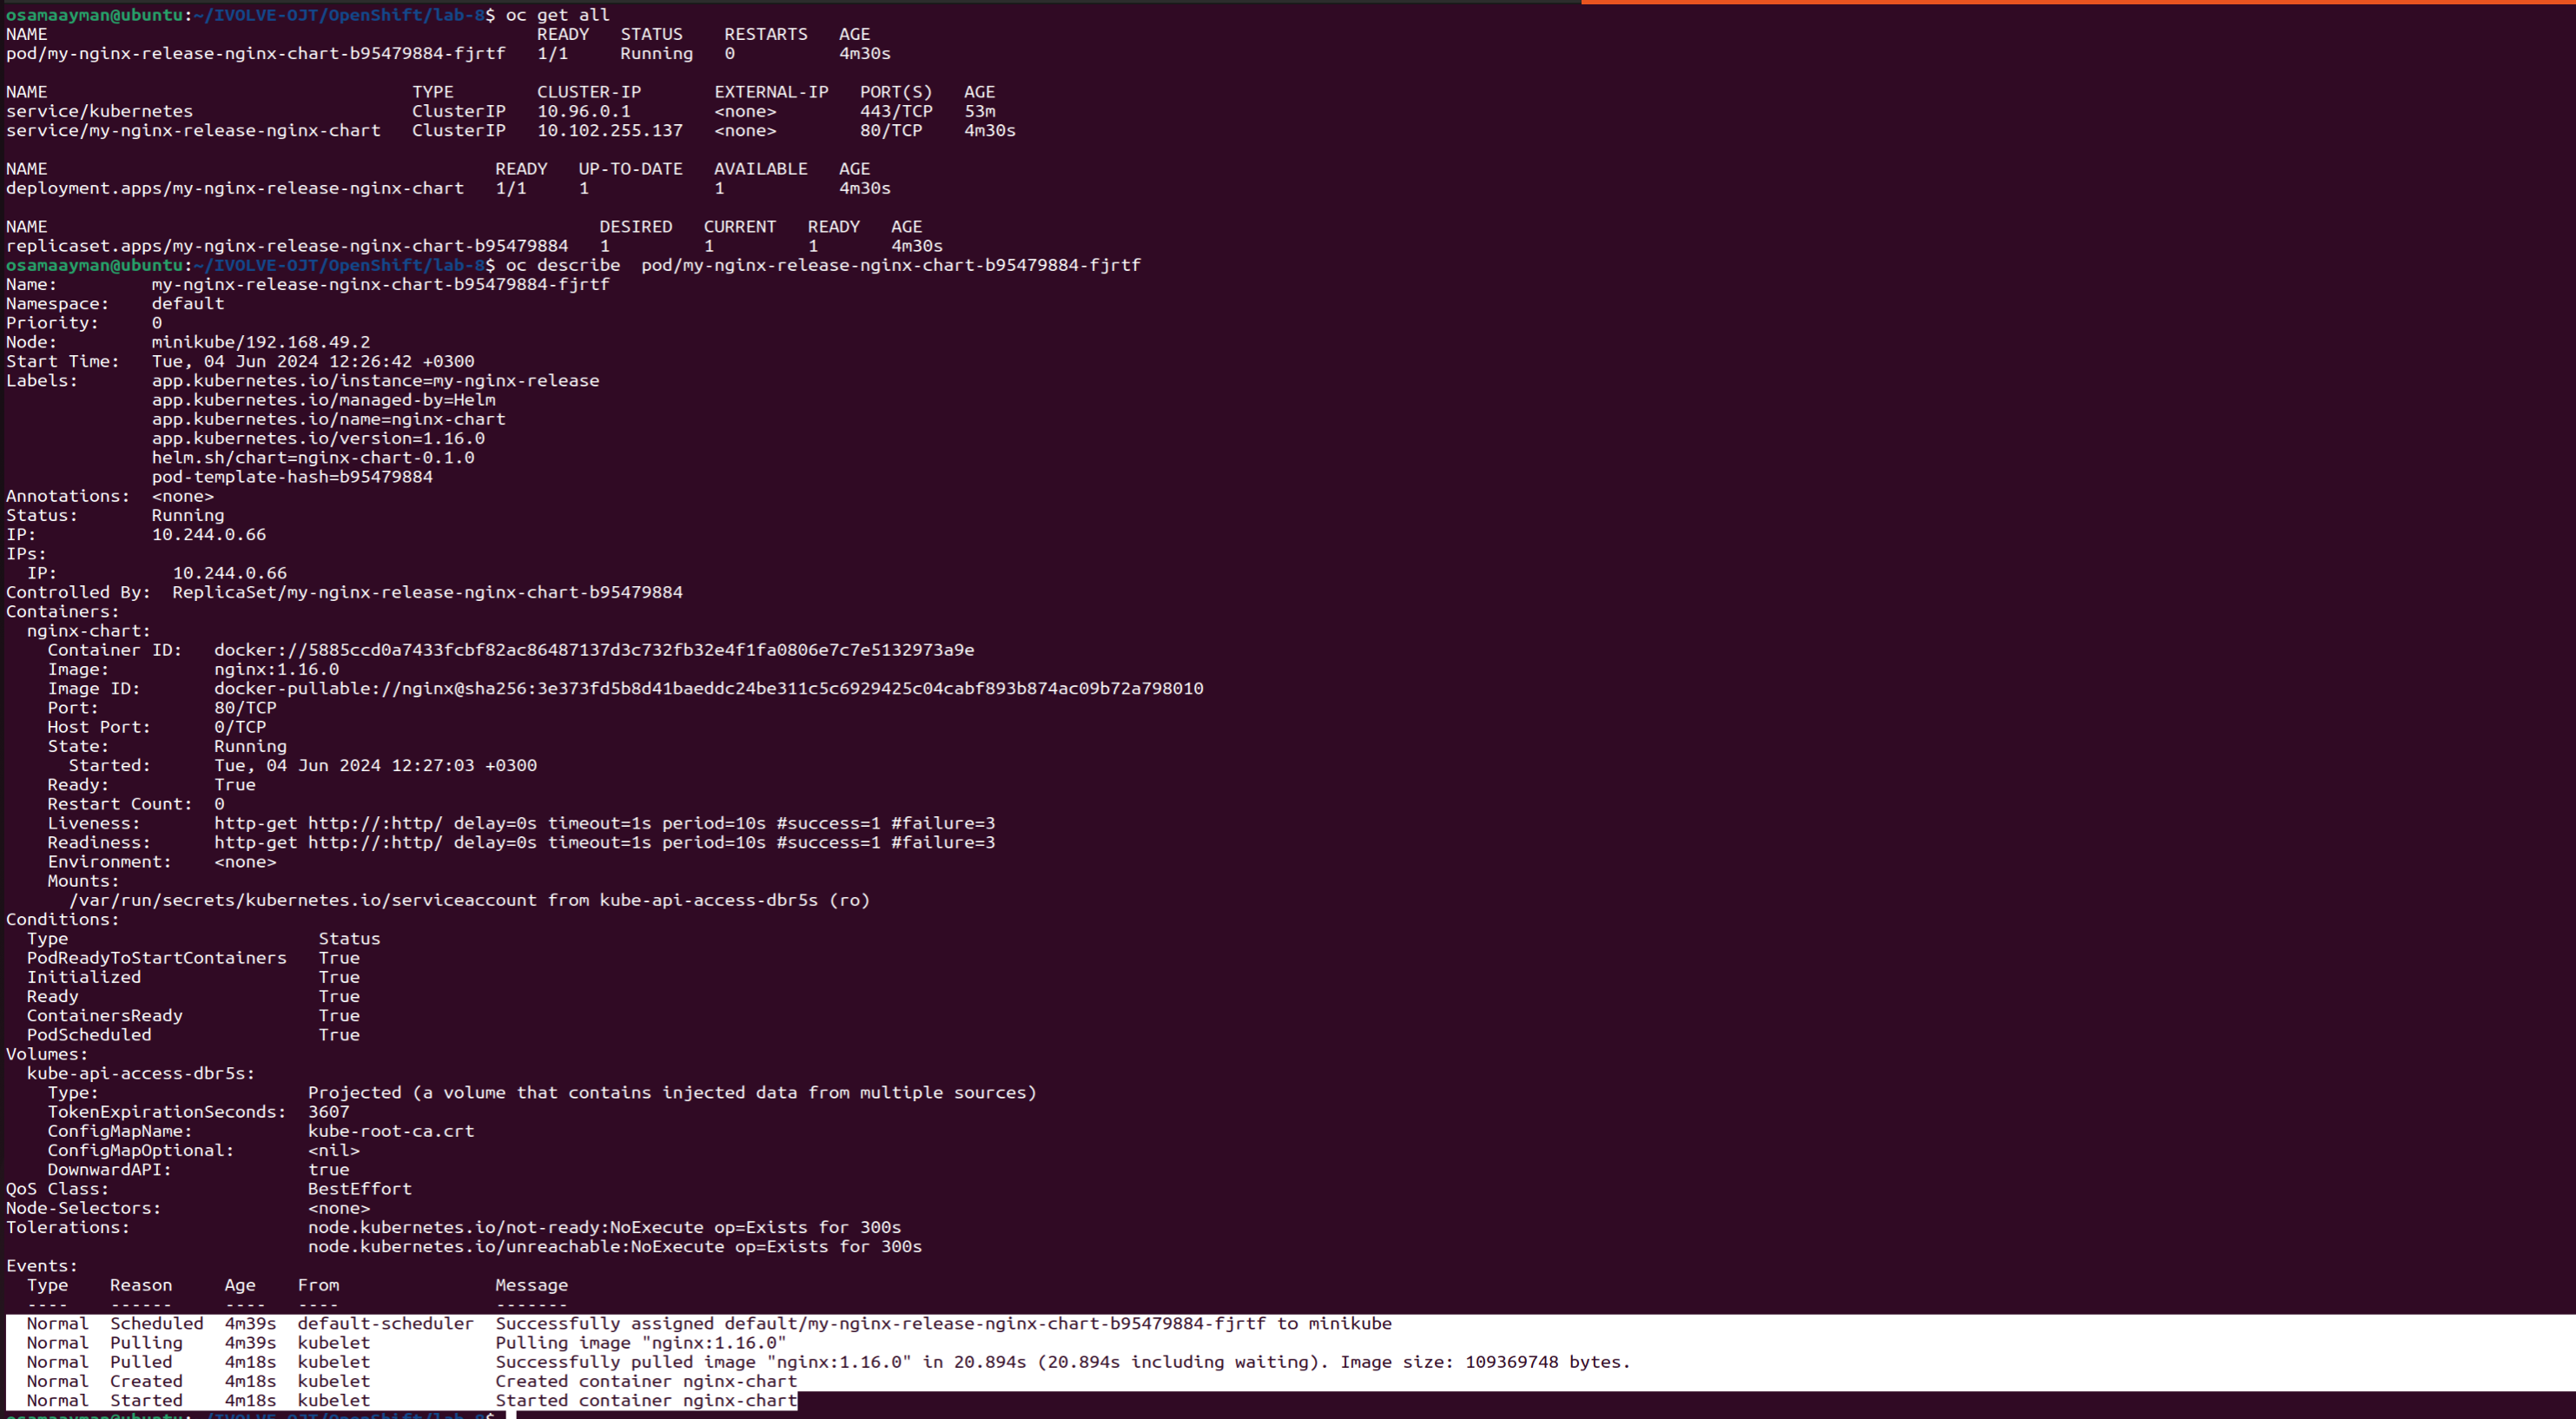 osamaayman@ubuntu:~/IVOLVE-OJT/OpenShift/lab-8$ oc get all
NAME                                               READY   STATUS    RESTARTS   AGE
pod/my-nginx-release-nginx-chart-b95479884-fjrtf   1/1     Running   0          4m30s

NAME                                   TYPE        CLUSTER-IP       EXTERNAL-IP   PORT(S)   AGE
service/kubernetes                     ClusterIP   10.96.0.1        <none>        443/TCP   53m
service/my-nginx-release-nginx-chart   ClusterIP   10.102.255.137   <none>        80/TCP    4m30s

NAME                                           READY   UP-TO-DATE   AVAILABLE   AGE
deployment.apps/my-nginx-release-nginx-chart   1/1     1            1           4m30s

NAME                                                     DESIRED   CURRENT   READY   AGE
replicaset.apps/my-nginx-release-nginx-chart-b95479884   1         1         1       4m30s
osamaayman@ubuntu:~/IVOLVE-OJT/OpenShift/lab-8$ oc describe  pod/my-nginx-release-nginx-chart-b95479884-fjrtf
Name:         my-nginx-release-nginx-chart-b95479884-fjrtf
Namespace:    default
Priority:     0
Node:         minikube/192.168.49.2
Start Time:   Tue, 04 Jun 2024 12:26:42 +0300
Labels:       app.kubernetes.io/instance=my-nginx-release
              app.kubernetes.io/managed-by=Helm
              app.kubernetes.io/name=nginx-chart
              app.kubernetes.io/version=1.16.0
              helm.sh/chart=nginx-chart-0.1.0
              pod-template-hash=b95479884
Annotations:  <none>
Status:       Running
IP:           10.244.0.66
IPs:
  IP:           10.244.0.66
Controlled By:  ReplicaSet/my-nginx-release-nginx-chart-b95479884
Containers:
  nginx-chart:
    Container ID:   docker://5885ccd0a7433fcbf82ac86487137d3c732fb32e4f1fa0806e7c7e5132973a9e
    Image:          nginx:1.16.0
    Image ID:       docker-pullable://nginx@sha256:3e373fd5b8d41baeddc24be311c5c6929425c04cabf893b874ac09b72a798010
    Port:           80/TCP
    Host Port:      0/TCP
    State:          Running
      Started:      Tue, 04 Jun 2024 12:27:03 +0300
    Ready:          True
    Restart Count:  0
    Liveness:       http-get http://:http/ delay=0s timeout=1s period=10s #success=1 #failure=3
    Readiness:      http-get http://:http/ delay=0s timeout=1s period=10s #success=1 #failure=3
    Environment:    <none>
    Mounts:
      /var/run/secrets/kubernetes.io/serviceaccount from kube-api-access-dbr5s (ro)
Conditions:
  Type                        Status
  PodReadyToStartContainers   True
  Initialized                 True
  Ready                       True
  ContainersReady             True
  PodScheduled                True
Volumes:
  kube-api-access-dbr5s:
    Type:                    Projected (a volume that contains injected data from multiple sources)
    TokenExpirationSeconds:  3607
    ConfigMapName:           kube-root-ca.crt
    ConfigMapOptional:       <nil>
    DownwardAPI:             true
QoS Class:                   BestEffort
Node-Selectors:              <none>
Tolerations:                 node.kubernetes.io/not-ready:NoExecute op=Exists for 300s
                             node.kubernetes.io/unreachable:NoExecute op=Exists for 300s
Events:
  Type    Reason     Age    From               Message
  ----    ------     ----   ----               -------
  Normal  Scheduled  4m39s  default-scheduler  Successfully assigned default/my-nginx-release-nginx-chart-b95479884-fjrtf to minikube
  Normal  Pulling    4m39s  kubelet            Pulling image "nginx:1.16.0"
  Normal  Pulled     4m18s  kubelet            Successfully pulled image "nginx:1.16.0" in 20.894s (20.894s including waiting). Image size: 109369748 bytes.
  Normal  Created    4m18s  kubelet            Created container nginx-chart
  Normal  Started    4m18s  kubelet            Started container nginx-chart
osamaayman@ubuntu:~/IVOLVE-OJT/OpenShift/lab-8$